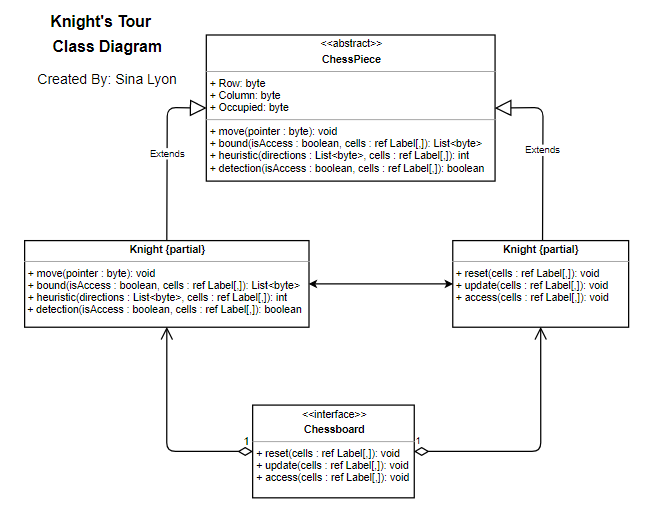 Knight's Tour
Class Diagram
Created By: Sina Lyon
<<abstract>>
ChessPiece
+ Row: byte
+ Column: byte
+ Occupied: byte
+ move(pointer : byte): void
+ bound(isAccess : boolean, cells : ref Label[,]): List<byte>
+ heuristic(directions : List<byte>, cells : ref Label[,]): int
+ detection(isAccess : boolean, cells : ref Label[,]): boolean
Extends
Extends
Knight {partial}
+ move(pointer : byte): void
+ bound(isAccess : boolean, cells : ref Label[,]): List<byte>
+ heuristic(directions : List<byte>, cells : ref Label[,]): int
+ detection(isAccess : boolean, cells : ref Label[,]): boolean
Knight {partial}
+ reset(cells : ref Label[,]): void
+ update(cells : ref Label[,]): void
+ access(cells : ref Label[,]): void
<<interface>>
Chessboard
+ reset(cells : ref Label[,]): void
+ update(cells : ref Label[,]): void
+ access(cells : ref Label[,]): void
1
1